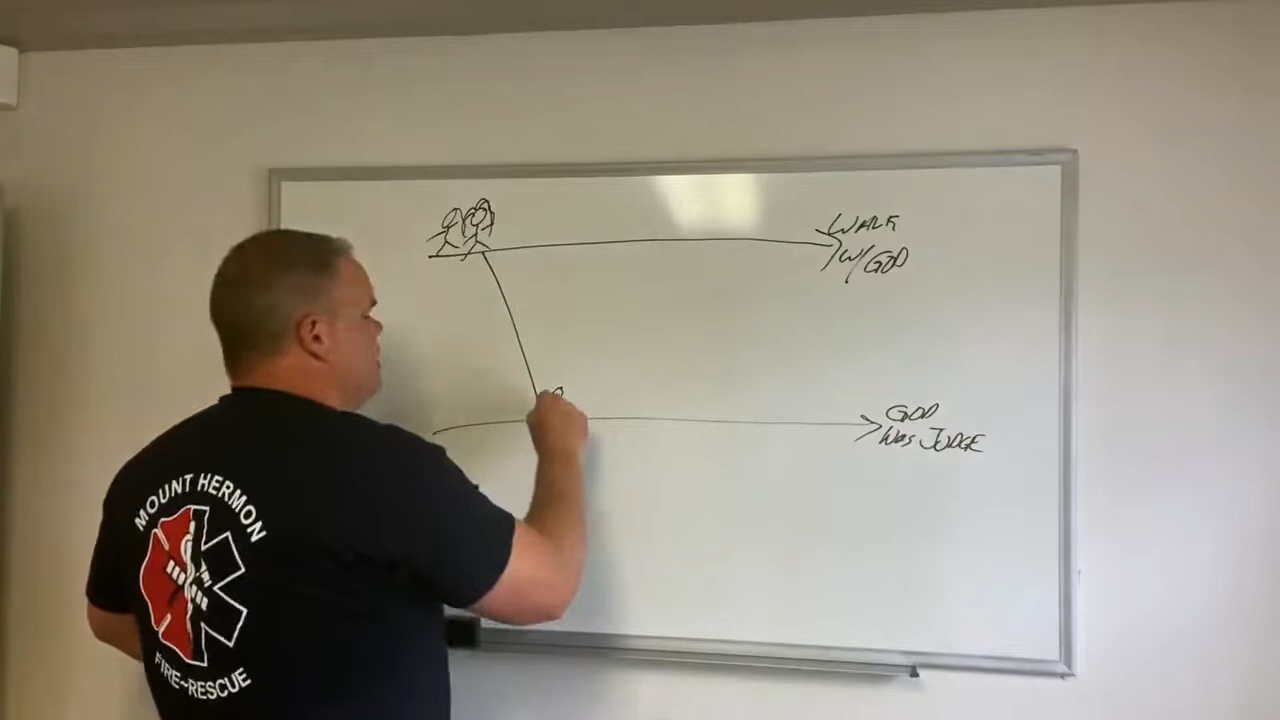 WALK
W/GOD
GOD
WAS JUDGE
MOUNT HERMON
FIRE~RESCUE